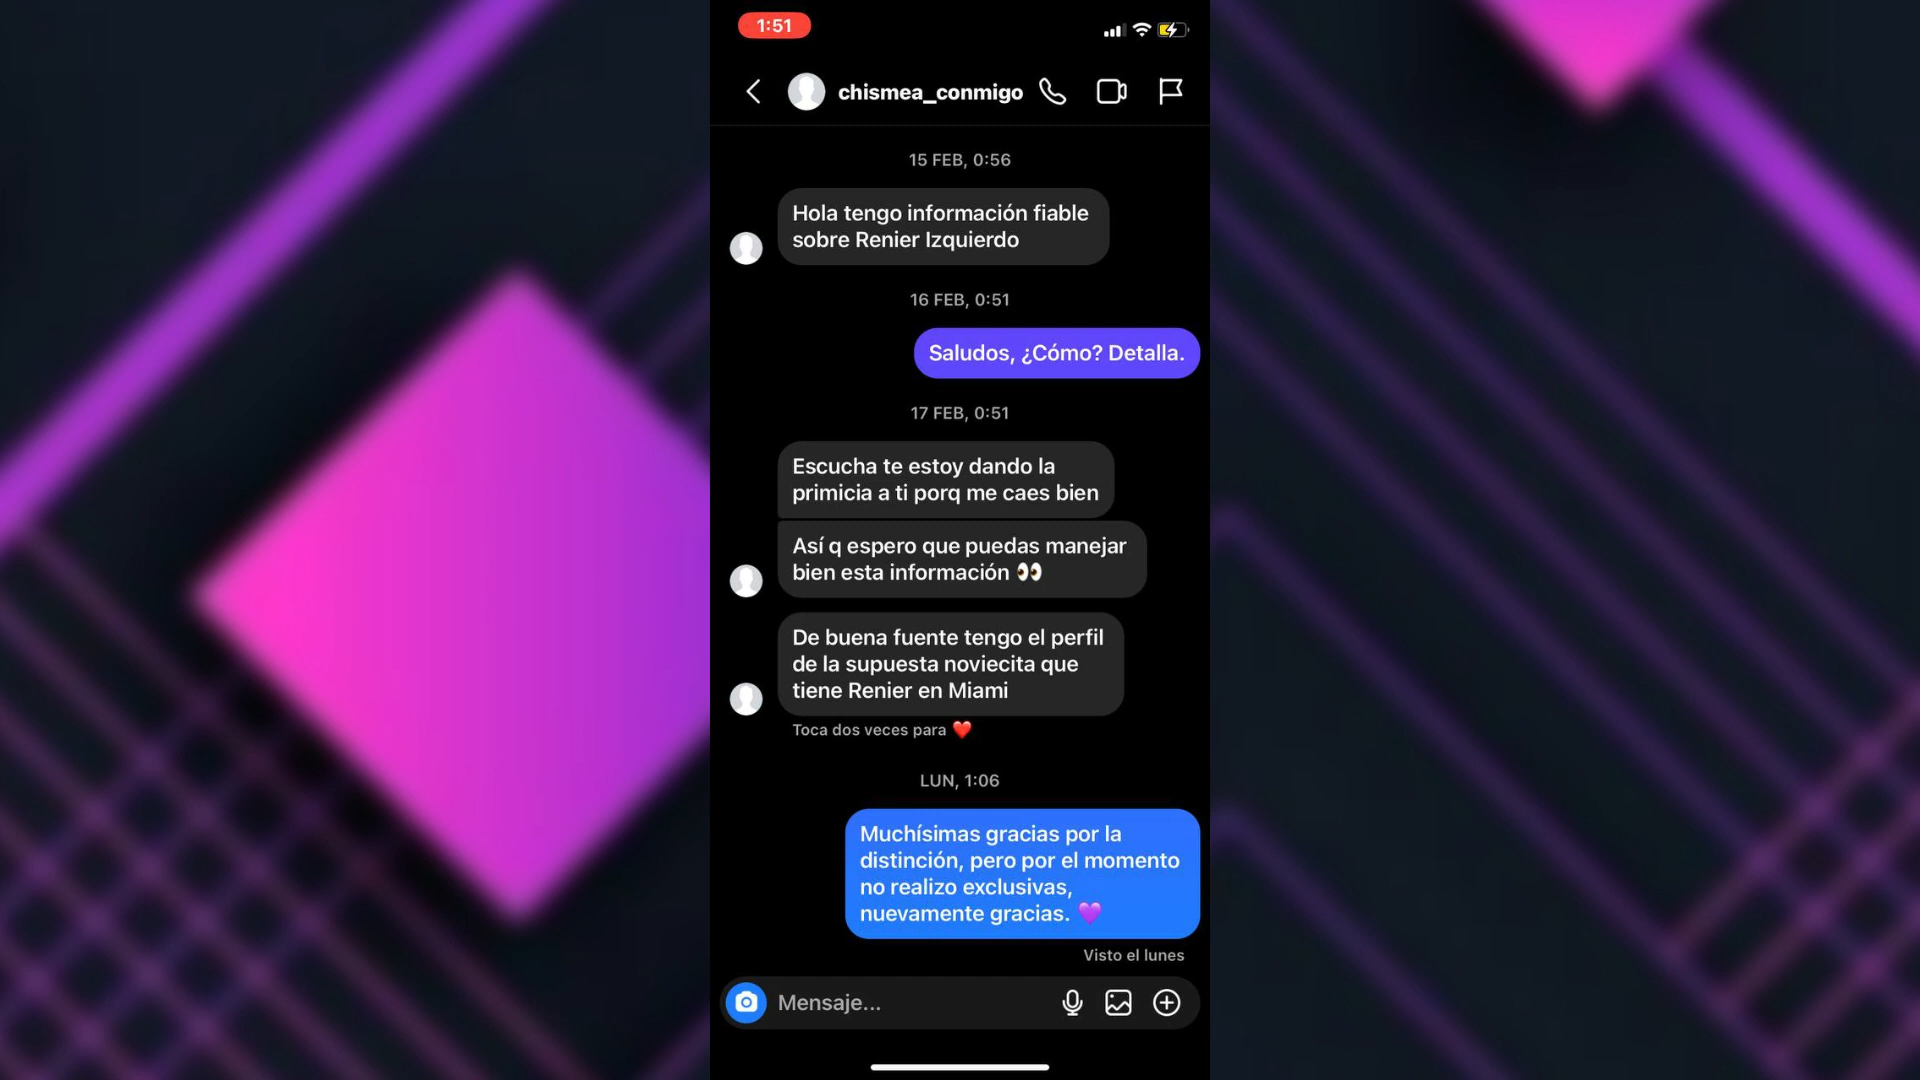 1:51
chismea_conmigo
15 FEB, 0:56
Hola tengo información fiable
sobre Renier Izquierdo
16 FEB, 0:51
Saludos, ¿Cómo? Detalla.
17 FEB, 0:51
Escucha te estoy dando la
primicia a ti porq me caes bien
Así q espero que puedas manejar
bien esta información 👀
De buena fuente tengo el perfil
de la supuesta noviecita que
tiene Renier en Miami
Toca dos veces para ❤️
LUN, 1:06
Muchísimas gracias por la
distinción, pero por el momento
no realizo exclusivas,
nuevamente gracias. 💜
Visto el lunes
Mensaje...